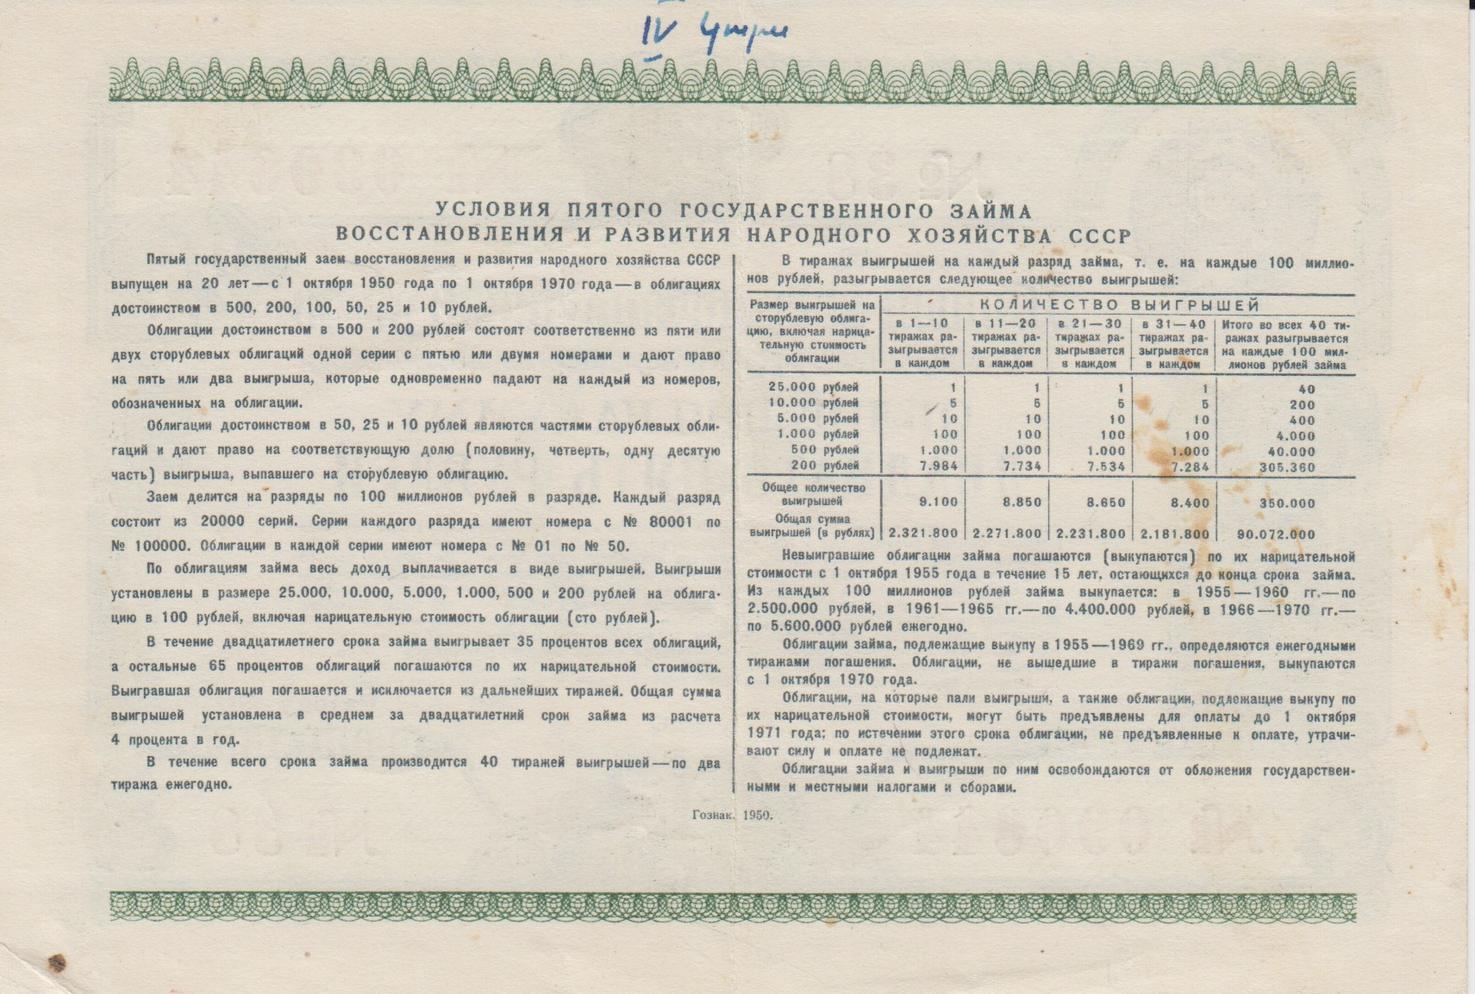 IV
УСЛОВИЯ ПЯТОГО ГОСУДАРСТВЕННОГО ЗАЙМА
ВОССТАНОВЛЕНИЯ И РАЗВИТИЯ НАРОДНОГО ХОЗЯЙСТВА СССР
Пятый государственный заем восстановления и развития народного хозяйства СССР
выпущен на 20 лет—с 1 октября 1950 года по 1 октября 1970 года—в облигациях
достоинством в 500, 200, 100, 50, 25 и 10 рублей.
Облигации достоинством в 500 и 200 рублей состоят соответственно из пяти или
двух сторублевых облигаций одной серии с пятью или двумя номерами и дают право
на пять или два выигрыша, которые одновременно падают на каждый из номеров,
обозначенных на облигации.
Облигации достоинством в 50, 25 и 10 рублей являются частями сторублевых обли-
гаций и дают право на соответствующую долю (половину, четверть, одну десятую
часть) выигрыша, выпавшего на сторублевую облигацию.
Заем делится на разряды по 100 миллионов рублей в разряде. Каждый разряд
состоит из 20000 серий. Серии каждого разряда имеют номера с № 80001 по
№ 100000. Облигации в каждой серии имеют номера с № 01 по № 50.
По облигациям займа весь доход выплачивается в виде выигрышей. Выигрыши
установлены в размере 25.000, 10.000, 5.000, 1.000, 500 и 200 рублей на облига-
цию в 100 рублей, включая нарицательную стоимость облигации (сто рублей).
В течение двадцатилетнего срока займа выигрывает 35 процентов всех облигаций,
а остальные 65 процентов облигаций погашаются по их нарицательной стоимости.
Выигравшая облигация погашается и исключается из дальнейших тиражей. Общая сумма
выигрышей установлена в среднем за двадцатилетний срок займа из расчета
4 процента в год.
В течение всего срока займа производится 40 тиражей выигрышей—по два
тиража ежегодно.
В тиражах выигрышей на каждый разряд займа, т. е. на каждые 100 миллио-
нов рублей, разыгрывается следующее количество выигрышей:
Размер выигрышей на
сторублевую облига-
цию, включая нарица-
тельную стоимость
облигации
КОЛИЧЕСТВО ВЫИГРЫШЕЙ
в 1—10
тиражах ра-
зыгрывается
в каждом
в 11—20
тиражах ра-
зыгрывается
в каждом
в 21—30
тиражах ра-
зыгрывается
в каждом
в 31—40
тиражах ра-
зыгрывается
в каждом
Итого во всех 40 ти-
ражах разыгрывается
на каждые 100 мил-
лионов рублей займа
25.000 рублей 1 1 1 1 40
10.000 рублей 5 5 5 5 200
5.000 рублей 10 10 10 10 400
1.000 рублей 100 100 100 100 4.000
500 рублей 1.000 1.000 1.000 1.000 40.000
200 рублей 7.984 7.734 7.534 7.284 305.360
Общее количество
выигрышей 9.100 8.850 8.650 8.400 350.000
Общая сумма
выигрышей (в рублях) 2.321.800 2.271.800 2.231.800 2.181.800 90.072.000
Невыигравшие облигации займа погашаются (выкупаются) по их нарицательной
стоимости с 1 октября 1955 года в течение 15 лет, остающихся до конца срока займа.
Из каждых 100 миллионов рублей займа выкупается: в 1955—1960 гг.—по
2.500.000 рублей, в 1961—1965 гг.—по 4.400.000 рублей, в 1966—1970 гг.—
по 5.600.000 рублей ежегодно.
Облигации займа, подлежащие выкупу в 1955—1969 гг., определяются ежегодными
тиражами погашения. Облигации, не вышедшие в тиражи погашения, выкупаются
с 1 октября 1970 года.
Облигации, на которые пали выигрыши, а также облигации, подлежащие выкупу по
их нарицательной стоимости, могут быть предъявлены для оплаты до 1 октября
1971 года; по истечении этого срока облигации, не предъявленные к оплате, утрачи-
вают силу и оплате не подлежат.
Облигации займа и выигрыши по ним освобождаются от обложения государствен-
ными и местными налогами и сборами.
Гознак. 1950.